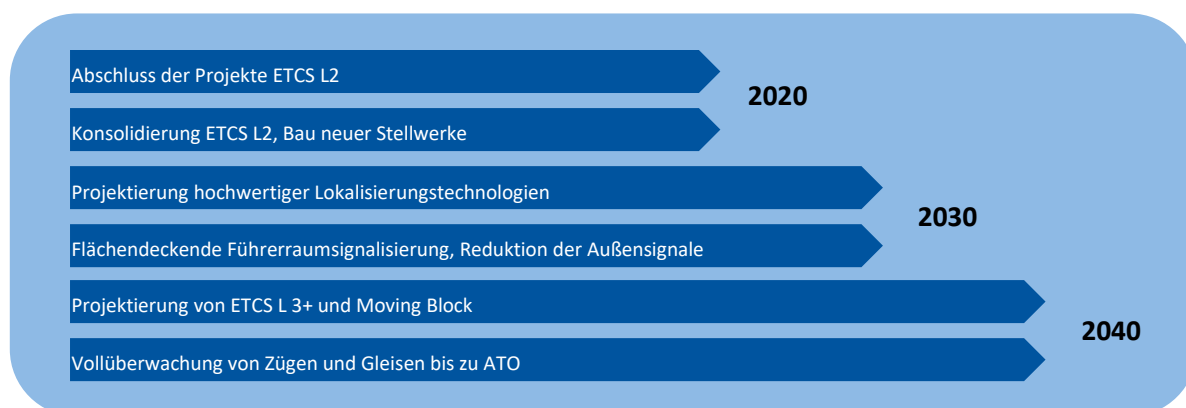 Abschluss der Projekte ETCS L2
2020
Konsolidierung ETCS L2, Bau neuer Stellwerke
Projektierung hochwertiger Lokalisierungstechnologien
2030
Flächendeckende Führerraumsignalisierung, Reduktion der Außensignale
Projektierung von ETCS L 3+ und Moving Block
2040
Vollüberwachung von Zügen und Gleisen bis zu ATO